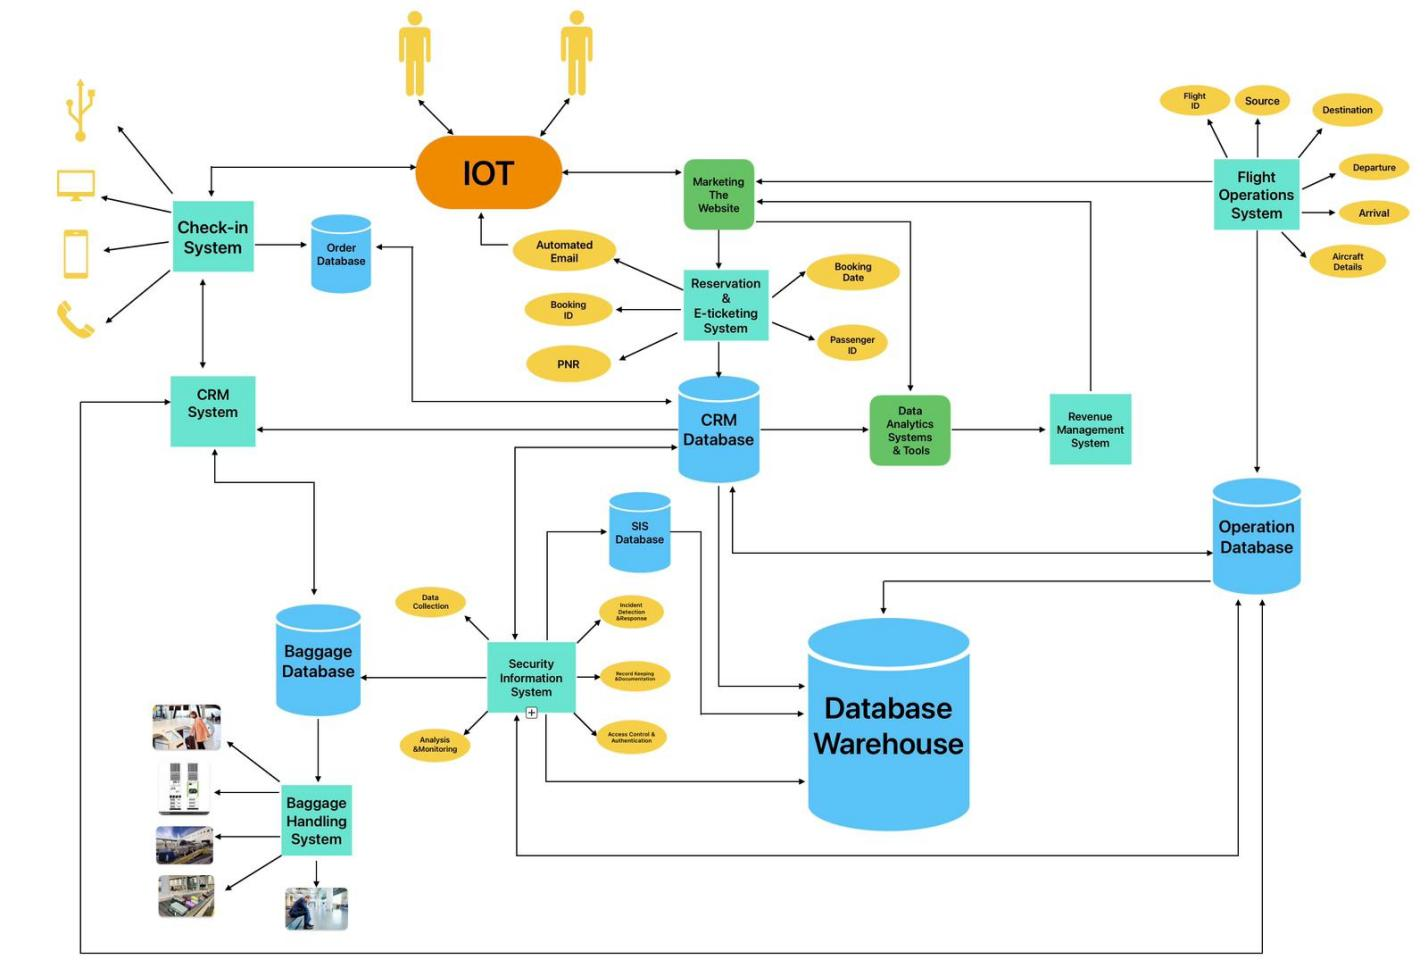 IOT
Flight
ID
Source
Destination
Departure
Arrival
Aircraft
Details
Flight
Operations
System
Marketing
The
Website
Check-in
System
Order
Database
Automated
Email
Booking
ID
PNR
Reservation
&
E-ticketing
System
Booking
Date
Passenger
ID
CRM
System
CRM
Database
Data
Analytics
Systems
& Tools
Revenue
Management
System
SIS
Database
Operation
Database
Data
Collection
Incident
Detection
&Response
Baggage
Database
Security
Information
System
Record Keeping
&Documentation
Analysis
&Monitoring
Access Control &
Authentication
Database
Warehouse
Baggage
Handling
System